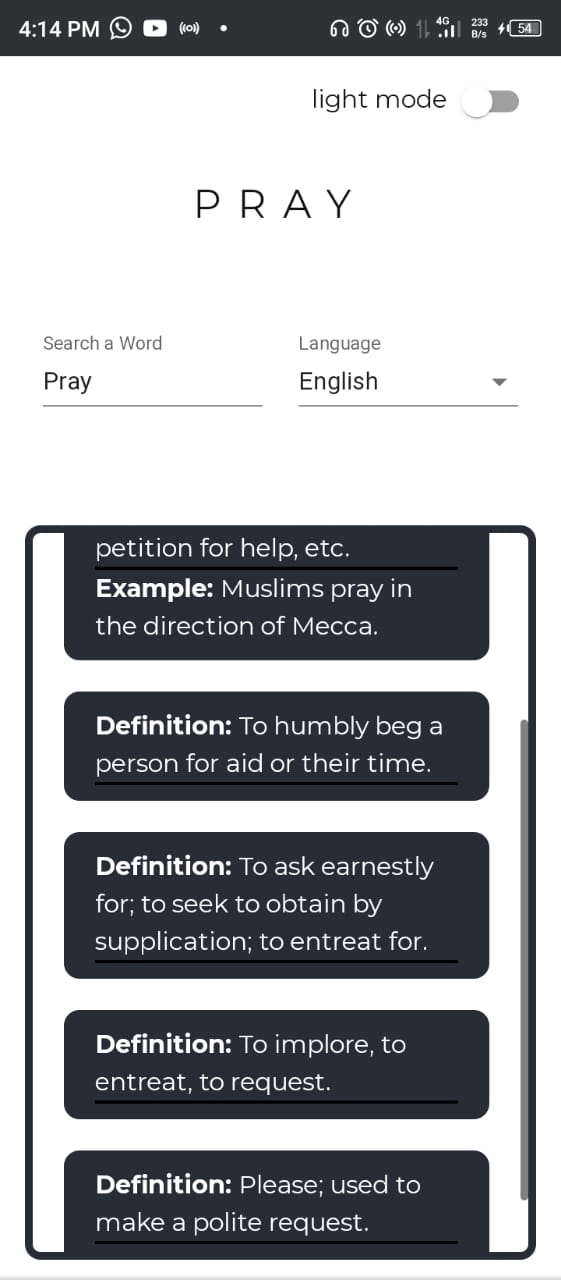 4:14 PM 4G 233 B/s 54
light mode
PRAY
Search a Word Language
Pray English
petition for help, etc.
Example: Muslims pray in
the direction of Mecca.
Definition: To humbly beg a
person for aid or their time.
Definition: To ask earnestly
for; to seek to obtain by
supplication; to entreat for.
Definition: To implore, to
entreat, to request.
Definition: Please; used to
make a polite request.